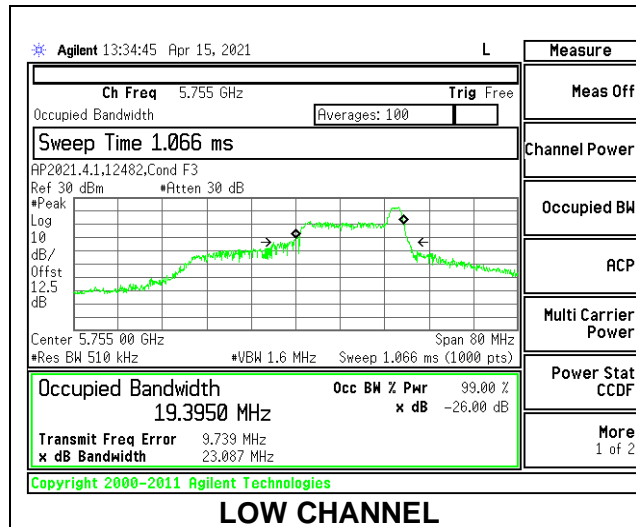 Agilent 13:34:45 Apr 15, 2021 L
Measure
Ch Freq 5.755 GHz Trig Free
Occupied Bandwidth Averages: 100
Sweep Time 1.066 ms
AP2021.4.1,12482,Cond F3
Ref 30 dBm #Atten 30 dB
#Peak
Log
10
dB/
Offst
12.5
dB
Center 5.755 00 GHz Span 80 MHz
#Res BW 510 kHz #VBW 1.6 MHz Sweep 1.066 ms (1000 pts)
Occupied Bandwidth
19.3950 MHz
Occ BW % Pwr 99.00 %
x dB -26.00 dB
Transmit Freq Error 9.739 MHz
x dB Bandwidth 23.087 MHz
Copyright 2000-2011 Agilent Technologies
Meas Off
Channel Power
Occupied BW
ACP
Multi Carrier
Power
Power Stat
CCDF
More
1 of 2
LOW CHANNEL